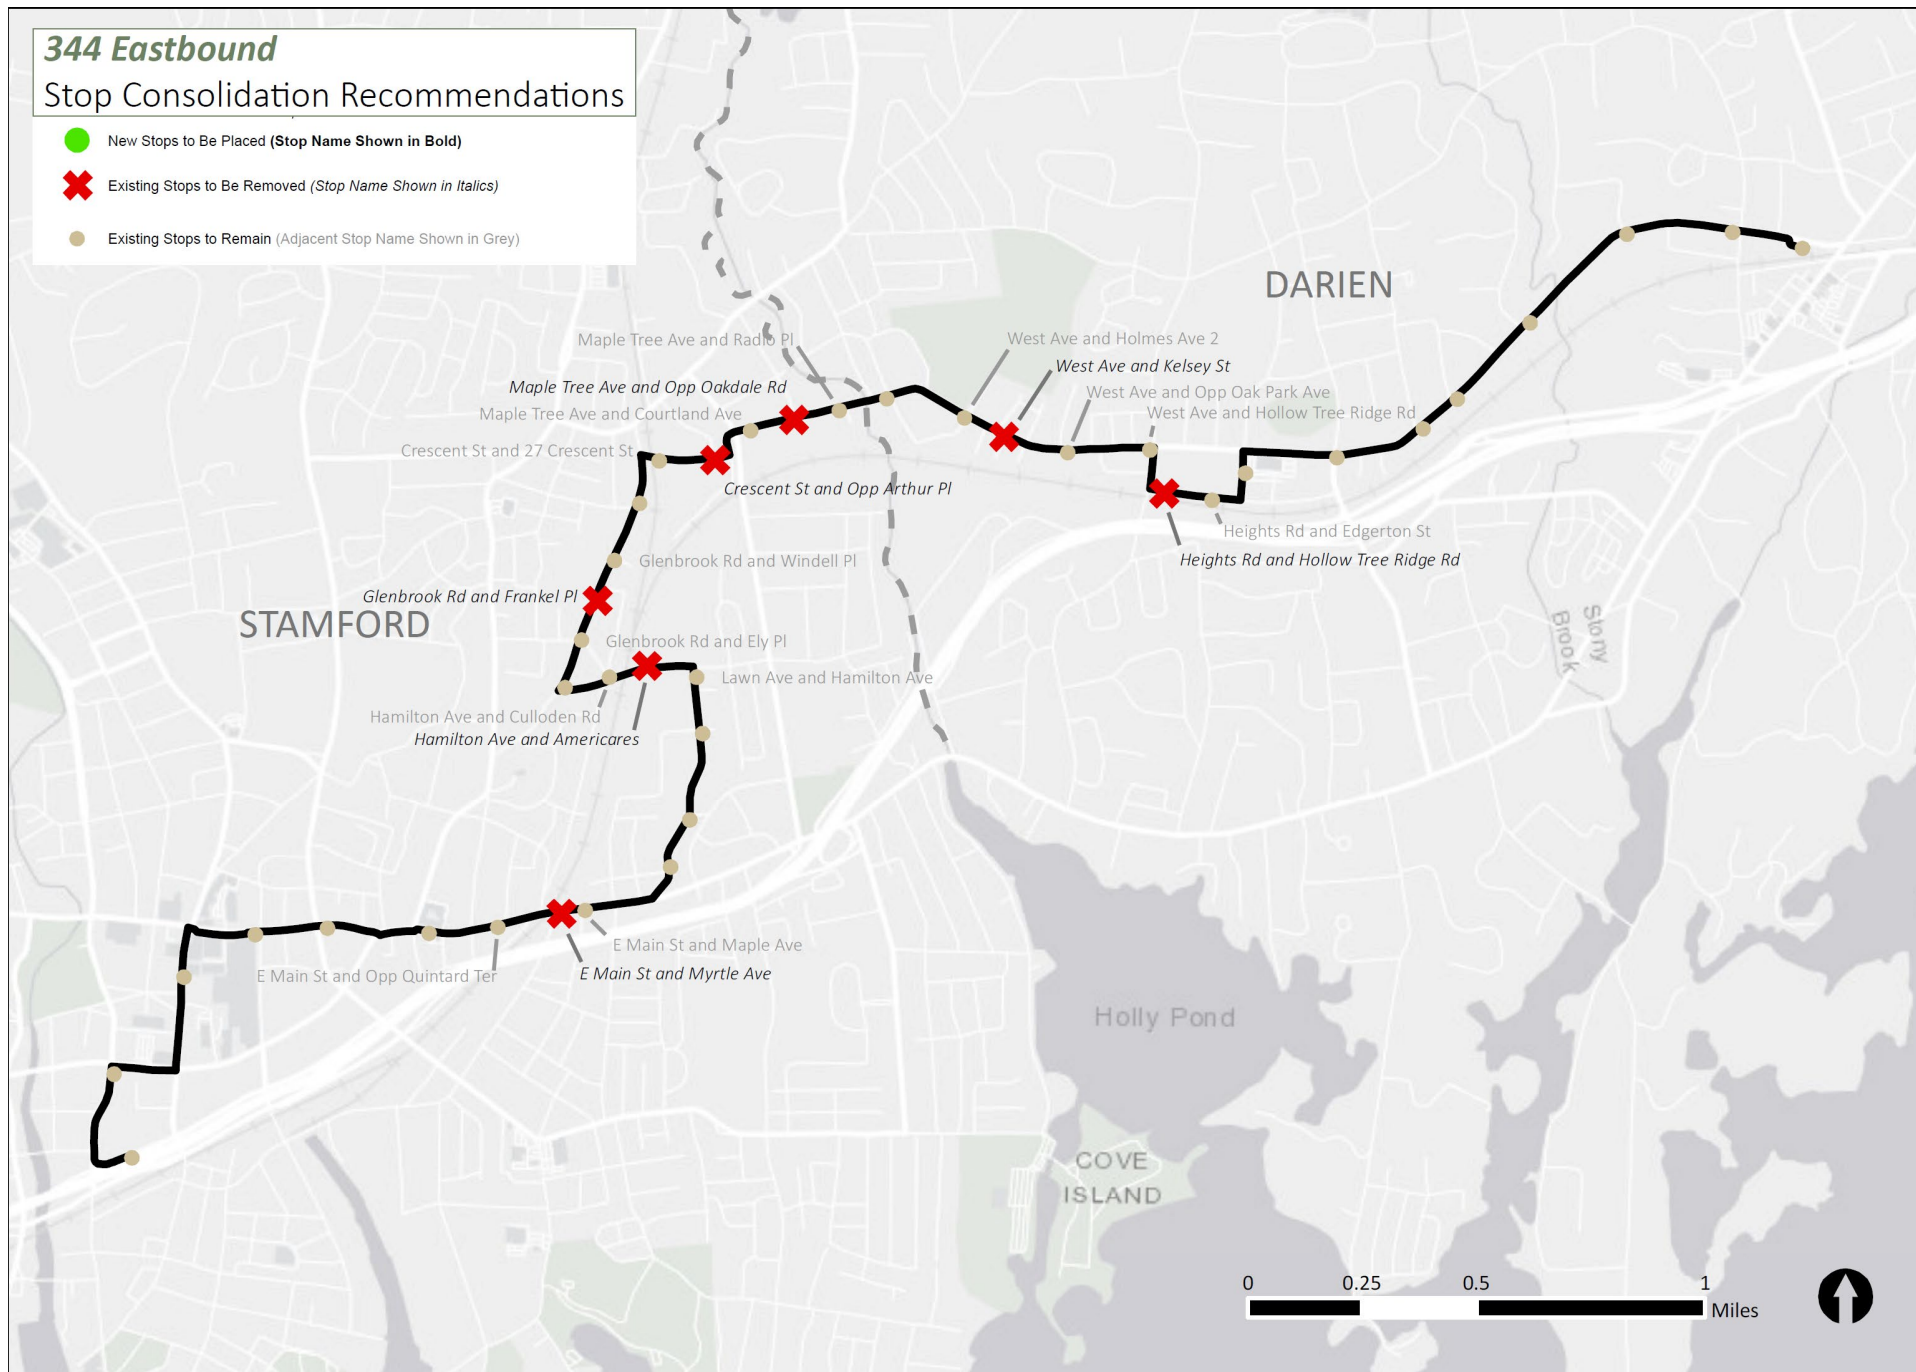 344 Eastbound
Stop Consolidation Recommendations
New Stops to Be Placed (Stop Name Shown in Bold)
Existing Stops to Be Removed (Stop Name Shown in Italics)
Existing Stops to Remain (Adjacent Stop Name Shown in Grey)
DARIEN
Maple Tree Ave and Radio Pl
West Ave and Holmes Ave 2
West Ave and Kelsey St
Maple Tree Ave and Opp Oakdale Rd
West Ave and Opp Oak Park Ave
Maple Tree Ave and Courtland Ave
West Ave and Hollow Tree Ridge Rd
Crescent St and 27 Crescent St
Crescent St and Opp Arthur Pl
Heights Rd and Edgerton St
Heights Rd and Hollow Tree Ridge Rd
Glenbrook Rd and Windell Pl
Glenbrook Rd and Frankel Pl
STAMFORD
Glenbrook Rd and Ely Pl
Stony
Brook
Lawn Ave and Hamilton Ave
Hamilton Ave and Culloden Rd
Hamilton Ave and Americares
E Main St and Maple Ave
E Main St and Myrtle Ave
E Main St and Opp Quintard Ter
Holly Pond
COVE
ISLAND
0 0.25 0.5 1
Miles